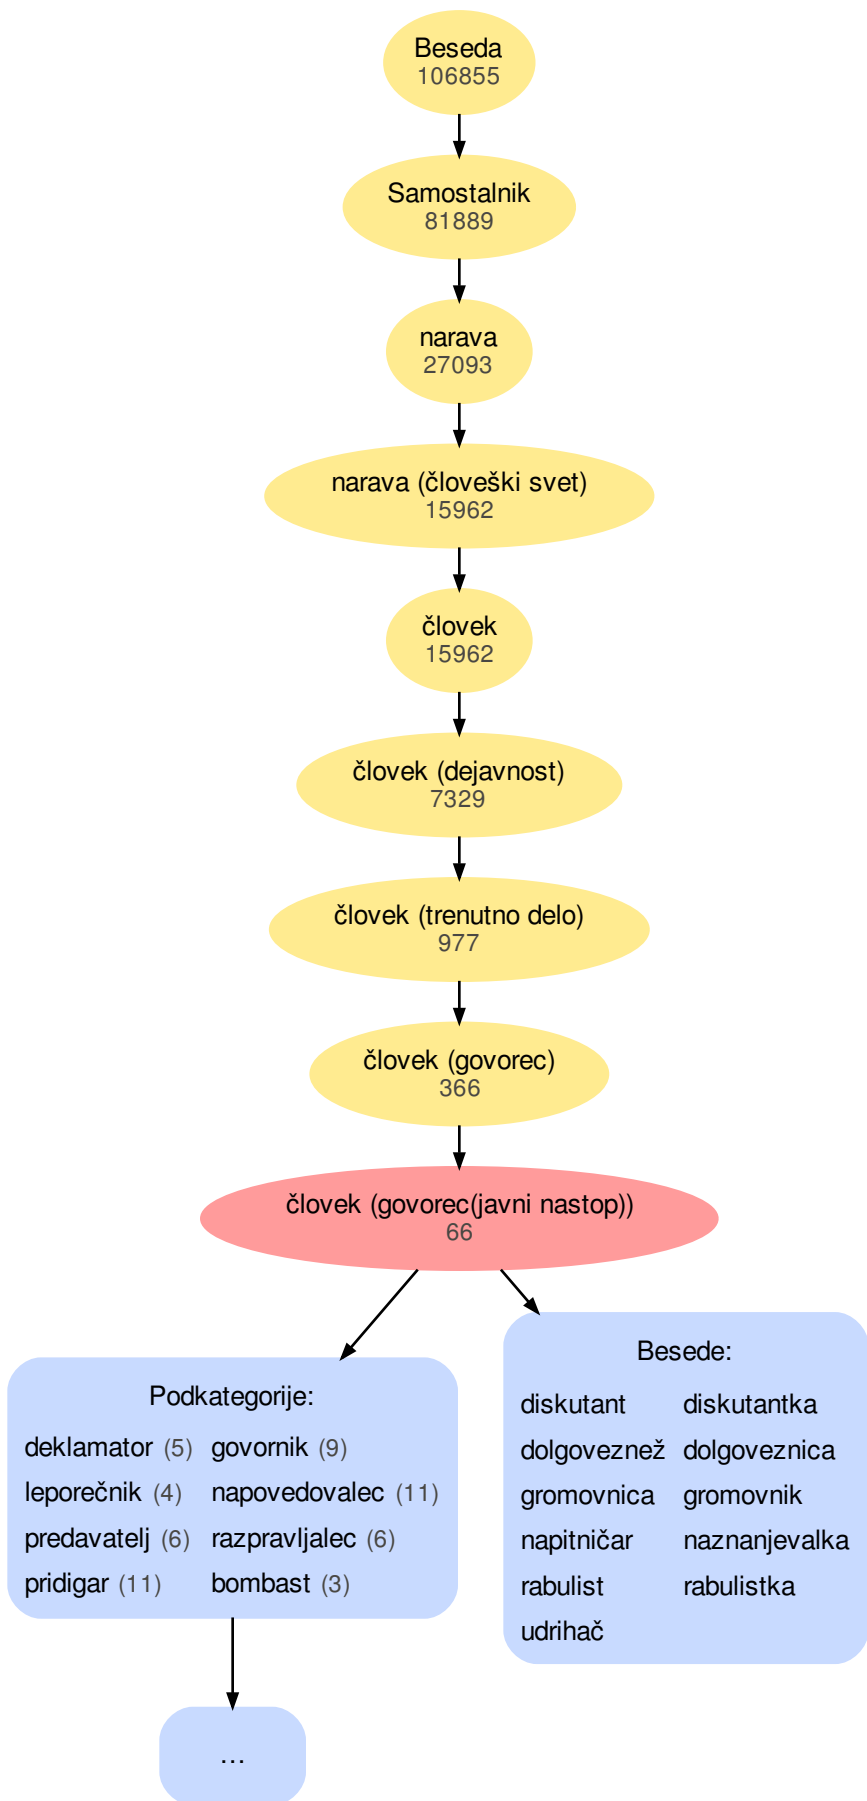 Beseda
106855
Samostalnik
81889
narava
27093
narava (človeški svet)
15962
človek
15962
človek (dejavnost)
7329
človek (trenutno delo)
977
človek (govorec)
366
človek (govorec(javni nastop))
66
Podkategorije:
deklamator (5) govornik (9)
leporečnik (4) napovedovalec (11)
predavatelj (6) razpravljalec (6)
pridigar (11) bombast (3)
...
Besede:
diskutant diskutantka
dolgoveznež dolgoveznica
gromovnica gromovnik
napitničar naznanjevalka
rabulist rabulistka
udrihač